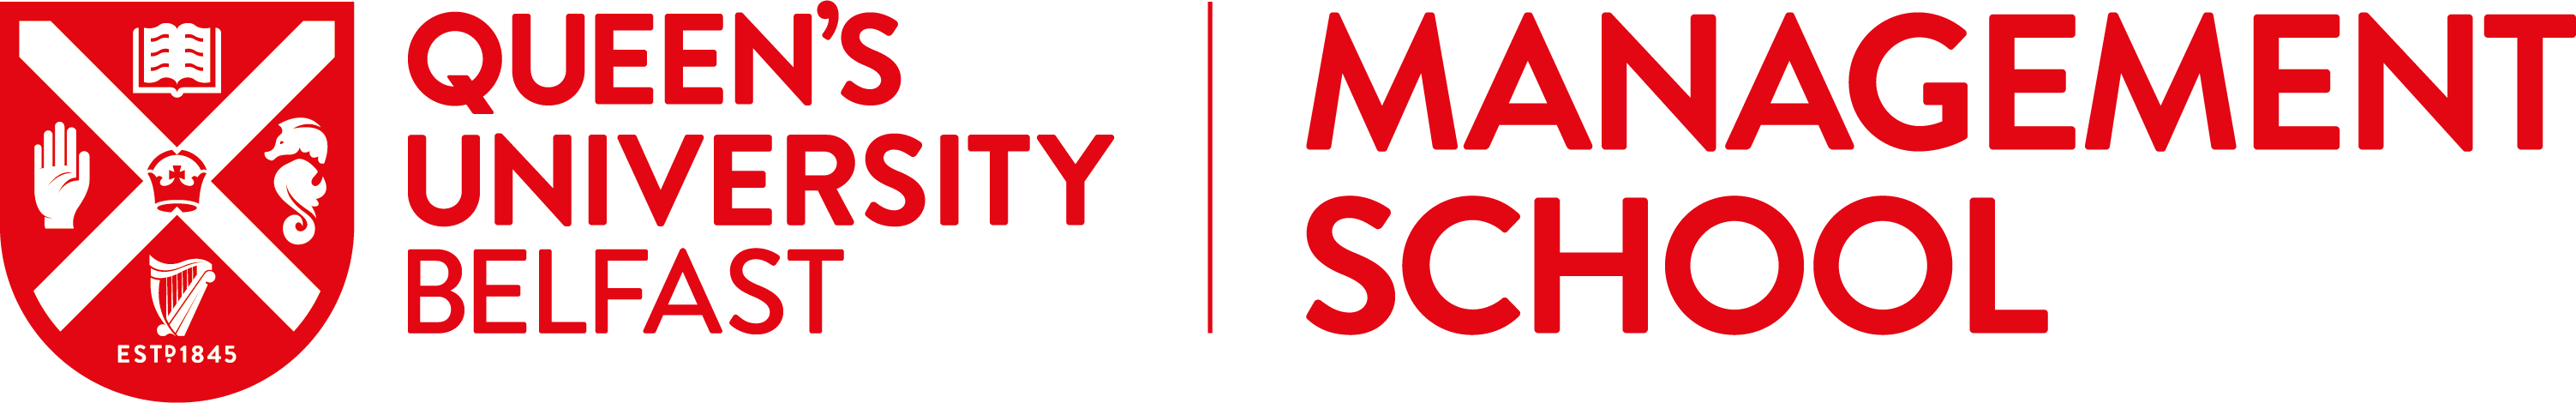 QUEEN'S
UNIVERSITY
BELFAST
ESTD. 1845
MANAGEMENT
SCHOOL